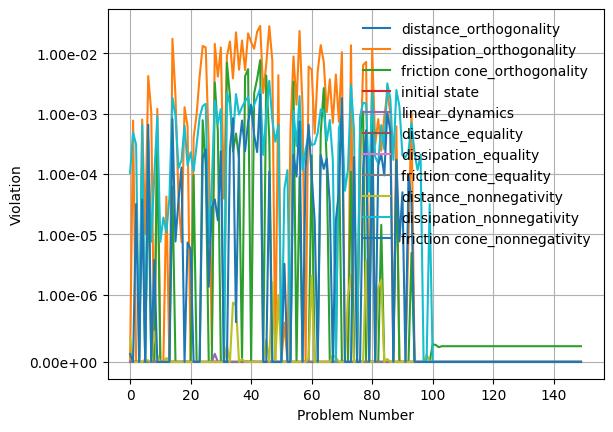 distance_orthogonality
dissipation_orthogonality
friction cone_orthogonality
initial state
linear_dynamics
distance_equality
dissipation_equality
friction cone_equality
distance_nonnegativity
dissipation_nonnegativity
friction cone_nonnegativity
Violation
1.00e-02
1.00e-03
1.00e-04
1.00e-05
1.00e-06
0.00e+00
0 20 40 60 80 100 120 140
Problem Number